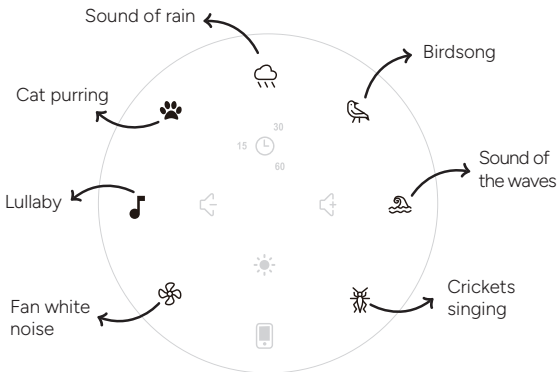 Sound of rain
Birdsong
Cat purring
30
15
60
Sound of
the waves
Lullaby
Crickets
singing
Fan white
noise